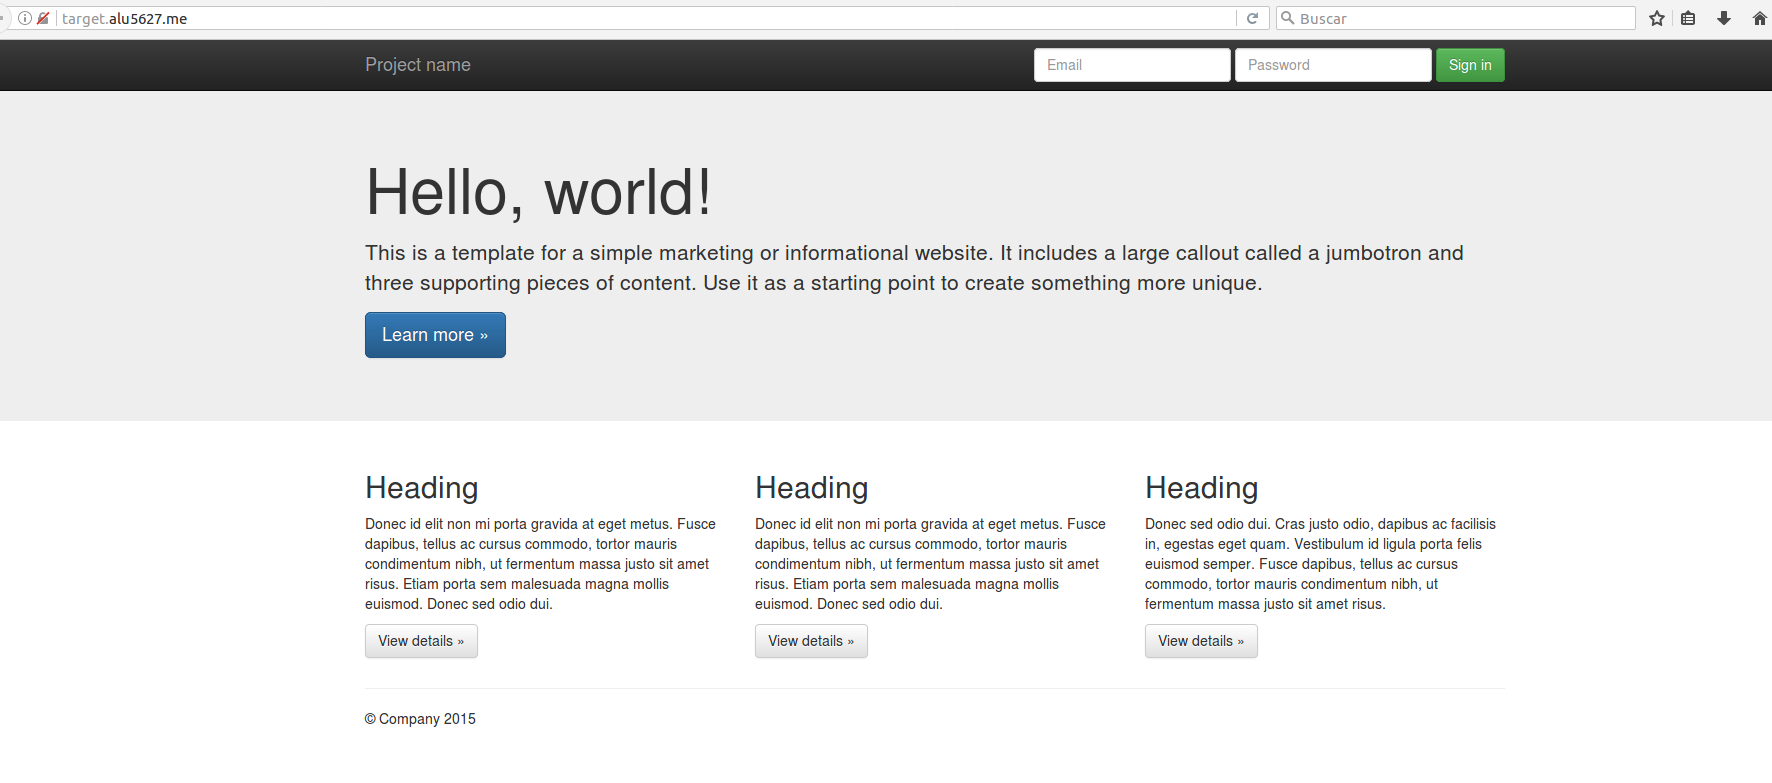 target.alu5627.me
Buscar
Project name
Email
Password
Sign in
Hello, world!
This is a template for a simple marketing or informational website. It includes a large callout called a jumbotron and
three supporting pieces of content. Use it as a starting point to create something more unique.
Learn more »
Heading
Donec id elit non mi porta gravida at eget metus. Fusce
dapibus, tellus ac cursus commodo, tortor mauris
condimentum nibh, ut fermentum massa justo sit amet
risus. Etiam porta sem malesuada magna mollis
euismod. Donec sed odio dui.
View details »
Heading
Donec id elit non mi porta gravida at eget metus. Fusce
dapibus, tellus ac cursus commodo, tortor mauris
condimentum nibh, ut fermentum massa justo sit amet
risus. Etiam porta sem malesuada magna mollis
euismod. Donec sed odio dui.
View details »
Heading
Donec sed odio dui. Cras justo odio, dapibus ac facilisis
in, egestas eget quam. Vestibulum id ligula porta felis
euismod semper. Fusce dapibus, tellus ac cursus
commodo, tortor mauris condimentum nibh, ut
fermentum massa justo sit amet risus.
View details »
© Company 2015